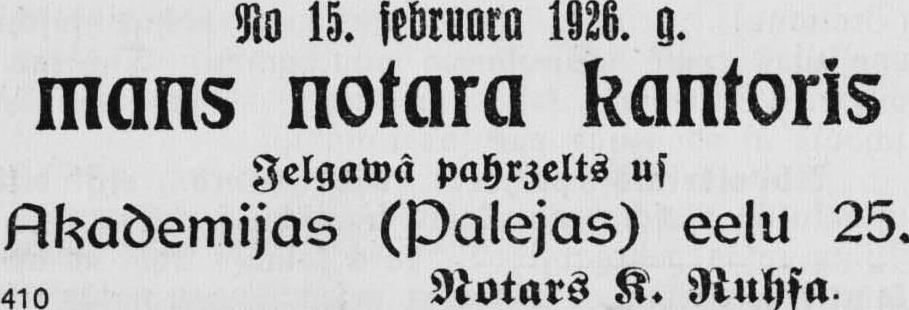 No 15. februara 1926. g.
mans notara kantoris
Jelgawâ pahrzelts uſ
Akademijas (Palejas) eelu 25.
Notars K. Ruhſa.
410